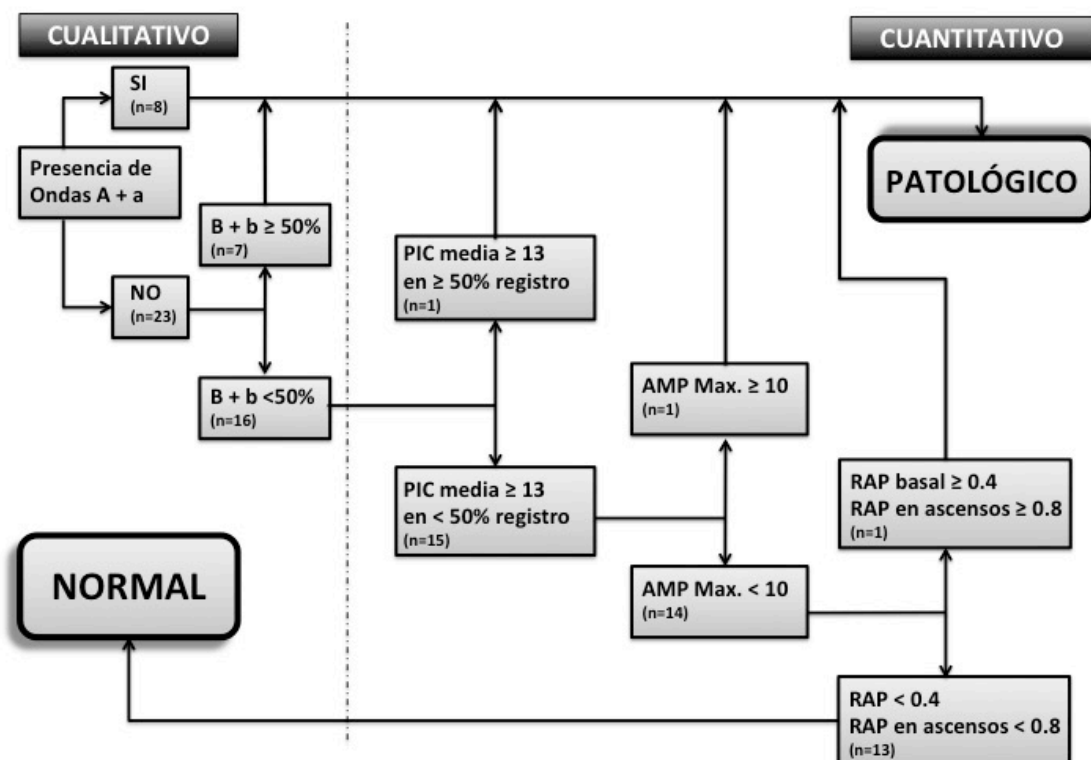 CUALITATIVO
CUANTITATIVO
SI
(n=8)
Presencia de
Ondas A + a
NO
(n=23)
B + b ≥ 50%
(n=7)
B + b <50%
(n=16)
PIC media ≥ 13
en ≥ 50% registro
(n=1)
PIC media ≥ 13
en < 50% registro
(n=15)
AMP Max. ≥ 10
(n=1)
AMP Max. < 10
(n=14)
RAP basal ≥ 0.4
RAP en ascensos ≥ 0.8
(n=1)
RAP < 0.4
RAP en ascensos < 0.8
(n=13)
PATOLÓGICO
NORMAL